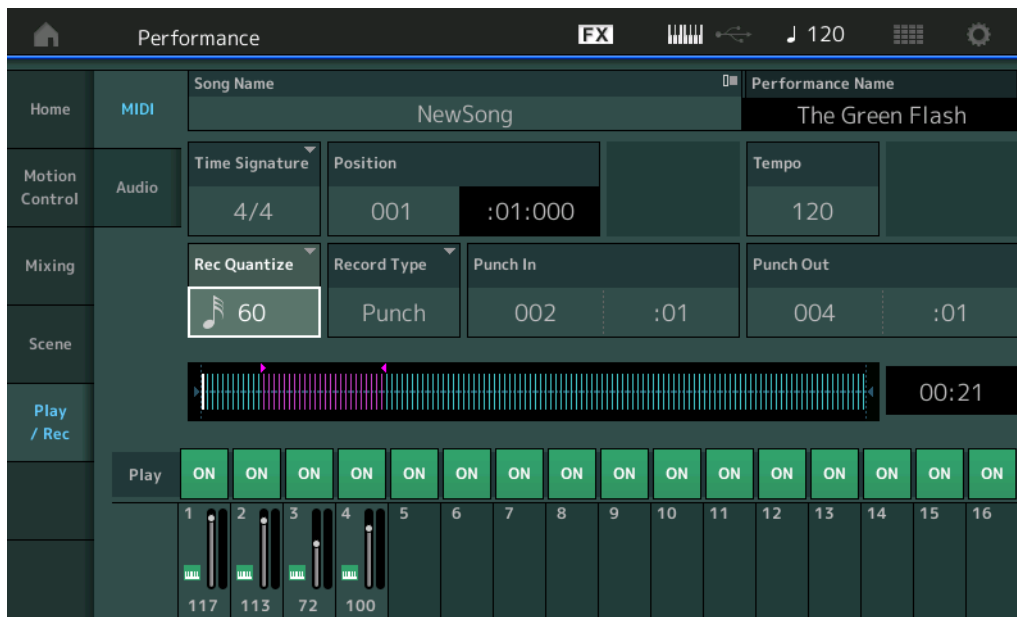 Performance FX 120
Song Name Performance Name
NewSong The Green Flash
Home MIDI
Motion Control Audio
Time Signature Position Tempo
4/4 001 :01:000 120
Mixing
Rec Quantize Record Type Punch In Punch Out
60 Punch 002 :01 004 :01
Scene
Play / Rec
00:21
Play ON ON ON ON ON ON ON ON ON ON ON ON ON ON ON ON
1 2 3 4 5 6 7 8 9 10 11 12 13 14 15 16
117 113 72 100